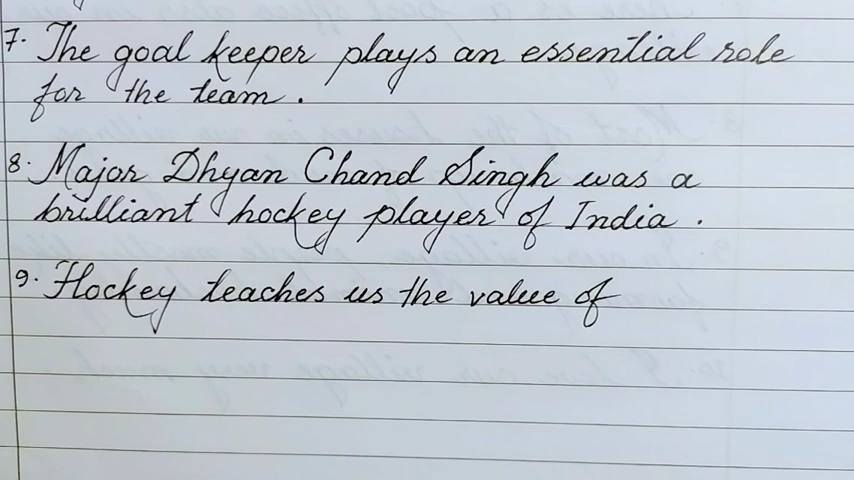 7. The goal keeper plays an essential role
for the team.
8. Major Dhyan Chand Singh was a
brilliant hockey player of India.
9. Hockey teaches us the value of